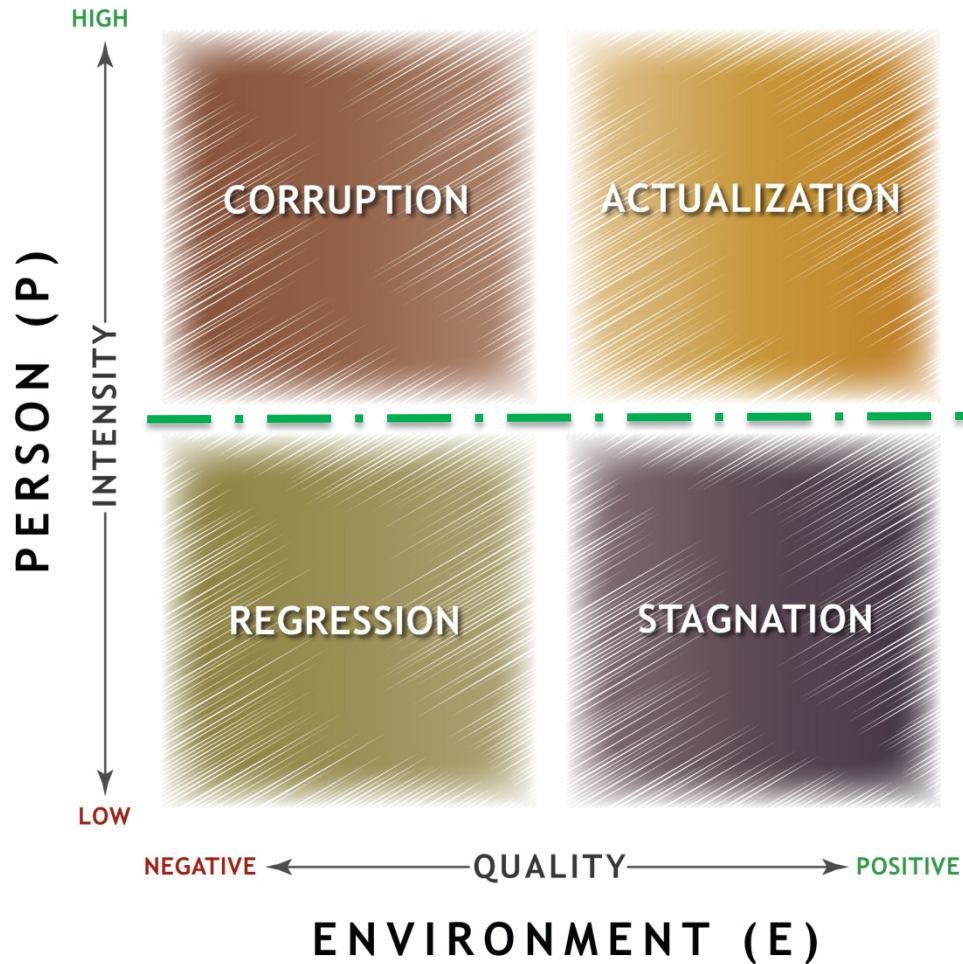 HIGH
CORRUPTION
ACTUALIZATION
PERSON (P)
INTENSITY
REGRESSION
STAGNATION
LOW
NEGATIVE
QUALITY
POSITIVE
ENVIRONMENT (E)